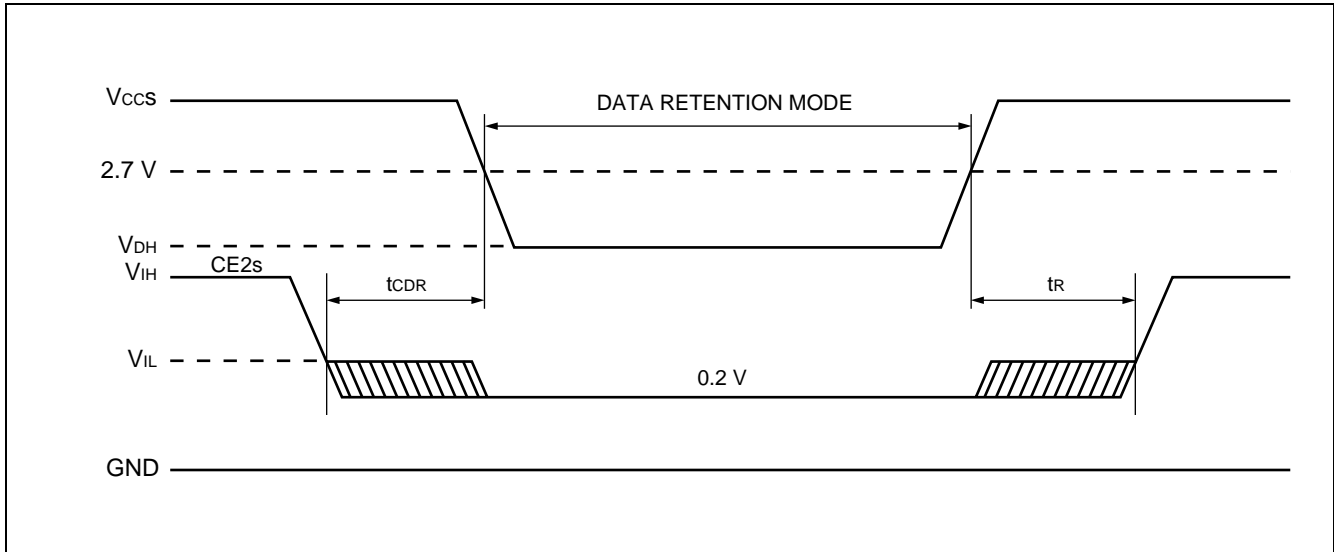 VCCS
DATA RETENTION MODE
2.7 V
VDH
VIH
CE2s
tCDR
tR
VIL
0.2 V
GND